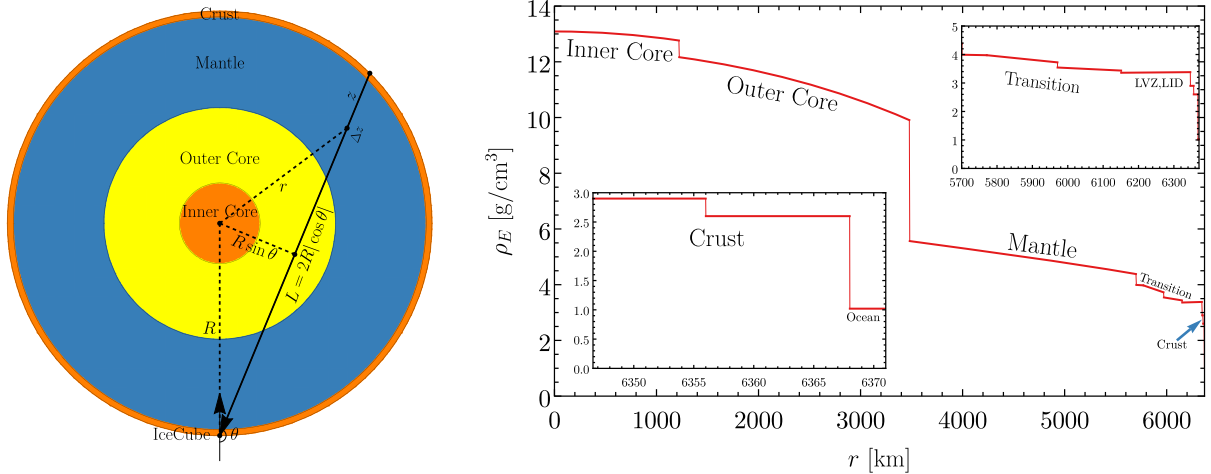 Crust
Mantle
z
Δz
Outer Core
r
Inner Core
R sin θ
L = 2R|cos θ|
R
IceCube
θ
ρ_E [g/cm³]
14
12
10
8
6
4
2
0
Inner Core
Outer Core
Mantle
Transition
Crust
0
1000
2000
3000
4000
5000
6000
r [km]
5
4
3
2
1
0
Transition
LVZ,LID
5700
5800
5900
6000
6100
6200
6300
3.0
2.5
2.0
1.5
1.0
0.5
0.0
Crust
Ocean
6350
6355
6360
6365
6370